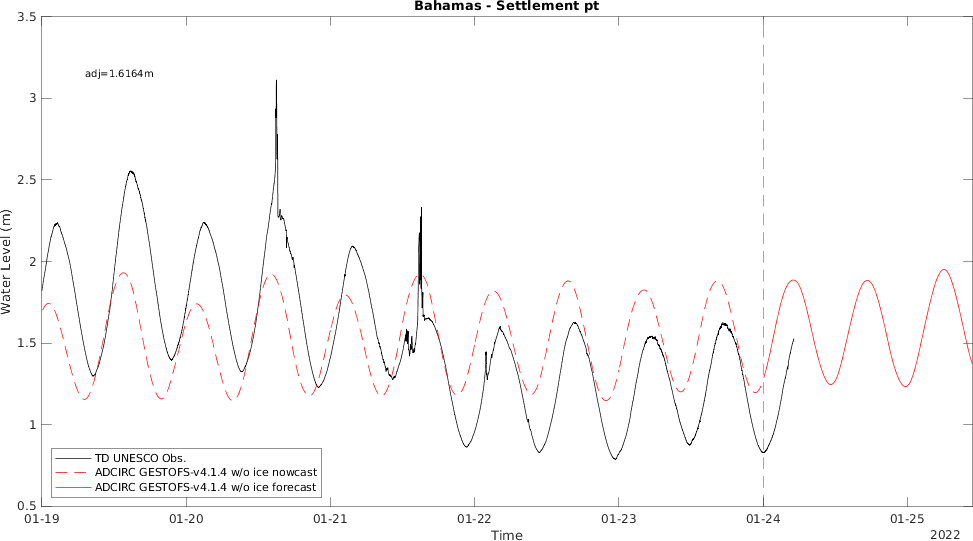 Bahamas - Settlement pt
3.5
adj=1.6164m
3
2.5
2
1.5
1
0.5
Water Level (m)
TD UNESCO Obs.
ADCIRC GESTOFS-v4.1.4 w/o ice nowcast
ADCIRC GESTOFS-v4.1.4 w/o ice forecast
01-19 01-20 01-21 01-22 01-23 01-24 01-25
Time
2022